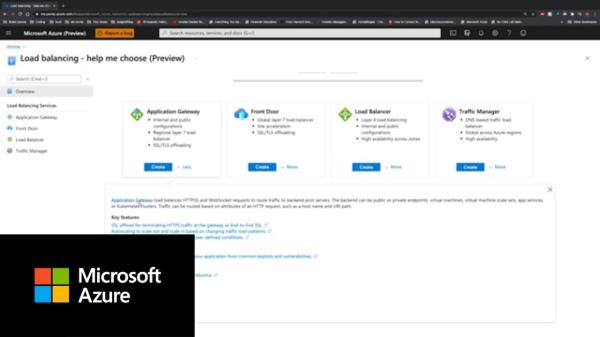 Load balancing - help me choose (Preview)
Microsoft Azure (Preview)
Report a bug
Search resources, services, and docs (G+/)
Home
Load balancing - help me choose (Preview)
Search (Cmd+/)
Overview
Load Balancing Services
Application Gateway
Front Door
Load Balancer
Traffic Manager
Application Gateway
Internal and public configurations
Regional layer 7 load balancer
SSL/TLS offloading
Create
Less
Front Door
Global layer 7 load balancer
Site acceleration
SSL/TLS offloading
Create
More
Load Balancer
Layer 4 load balancing
Internal and public configurations
High availability across zones
Create
More
Traffic Manager
DNS-based traffic load balancer
Global across Azure regions
High availability
Create
More
Application Gateway load balances HTTP(S) and WebSocket requests to route traffic to backend pool servers. The backend can be public or private endpoints, virtual machines, virtual machine scale sets, app services,
or Kubernetes clusters. Traffic can be routed based on attributes of an HTTP request, such as a host name and URI path.
Key features
SSL offload for terminating HTTPS traffic at the gateway or End-to-End SSL.
Autoscaling to scale out and scale in based on changing traffic load patterns.
user-defined conditions.
your application from common exploits and vulnerabilities.
Monitor
Microsoft
Azure